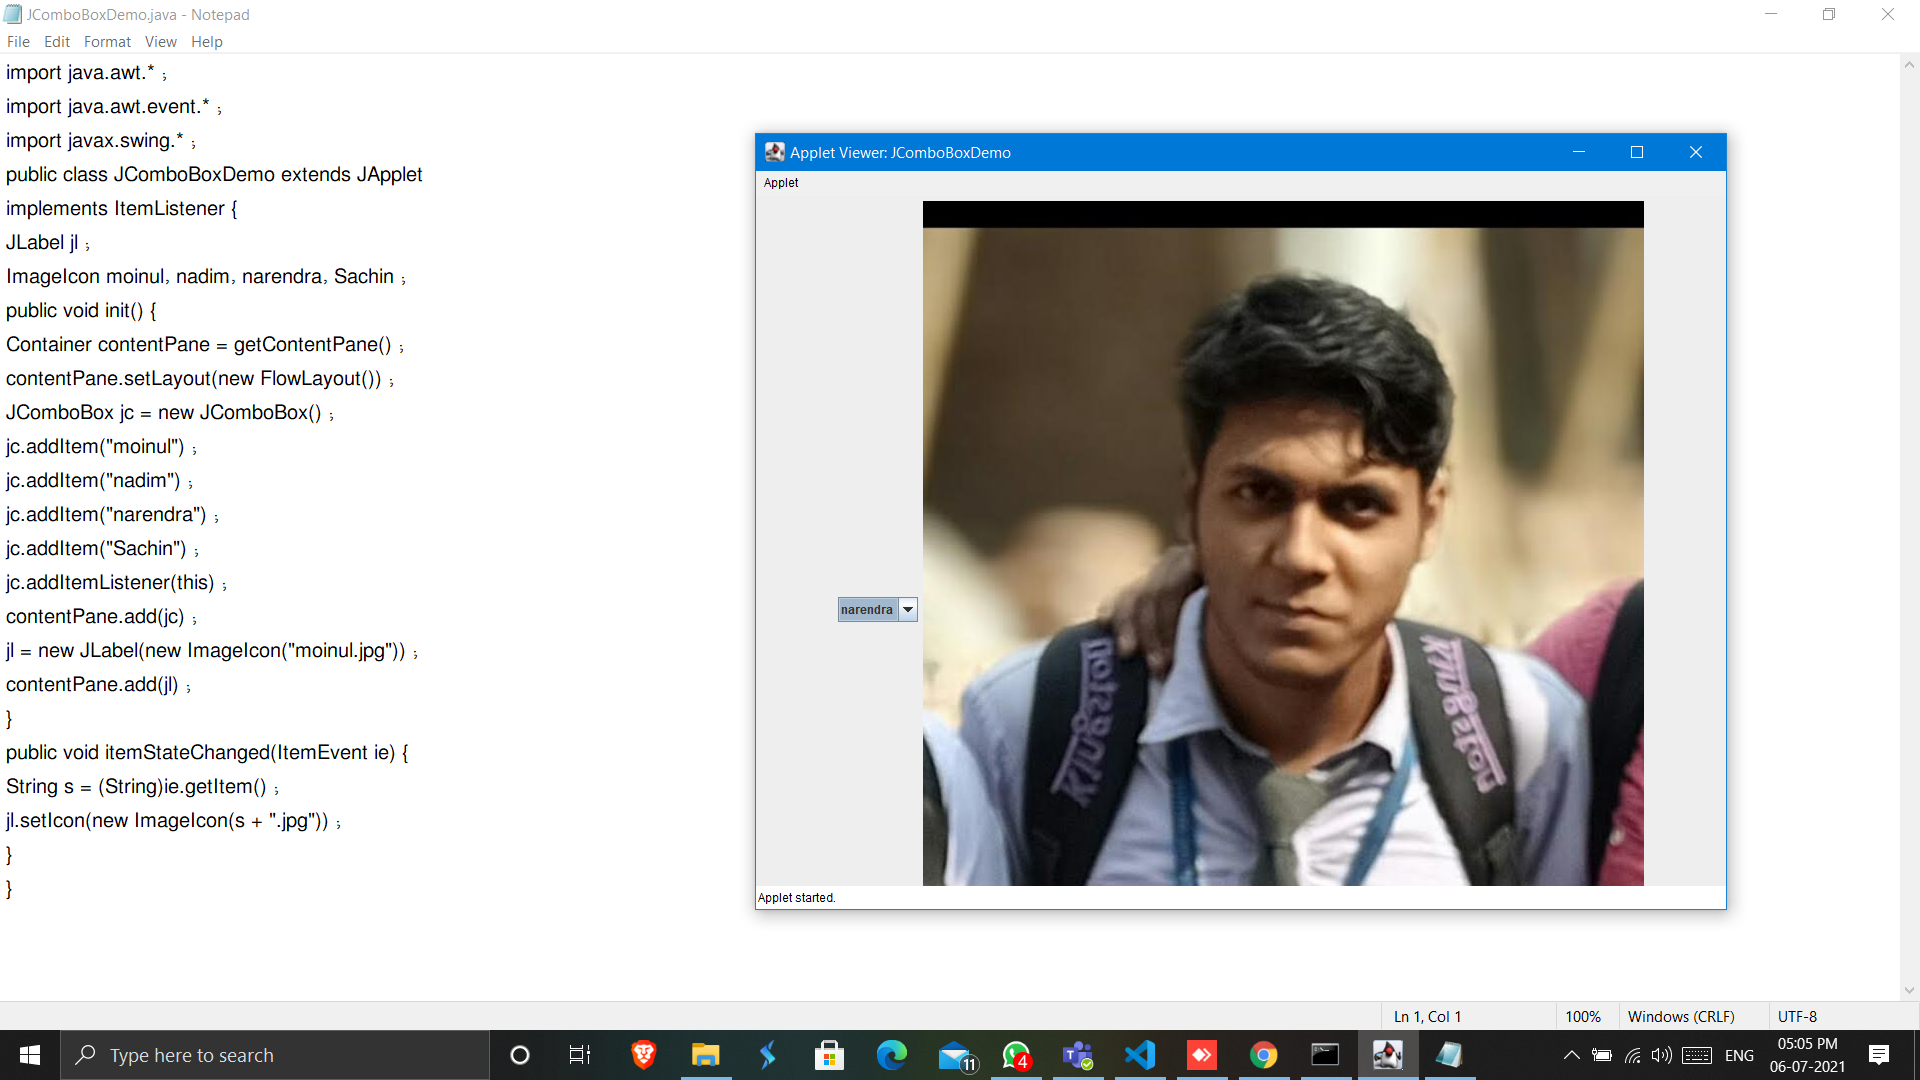 JComboBoxDemo.java - Notepad
File Edit Format View Help
import java.awt.* ;
import java.awt.event.* ;
import javax.swing.* ;
public class JComboBoxDemo extends JApplet
implements ItemListener {
JLabel jl ;
ImageIcon moinul, nadim, narendra, Sachin ;
public void init() {
Container contentPane = getContentPane() ;
contentPane.setLayout(new FlowLayout()) ;
JComboBox jc = new JComboBox() ;
jc.addItem("moinul") ;
jc.addItem("nadim") ;
jc.addItem("narendra") ;
jc.addItem("Sachin") ;
jc.addItemListener(this) ;
contentPane.add(jc) ;
jl = new JLabel(new ImageIcon("moinul.jpg")) ;
contentPane.add(jl) ;
}
public void itemStateChanged(ItemEvent ie) {
String s = (String)ie.getItem() ;
jl.setIcon(new ImageIcon(s + ".jpg")) ;
}
}
Applet Viewer: JComboBoxDemo
Applet
narendra
Applet started.
Ln 1, Col 1
100%
Windows (CRLF)
UTF-8
Type here to search
11
4
ENG
05:05 PM
06-07-2021